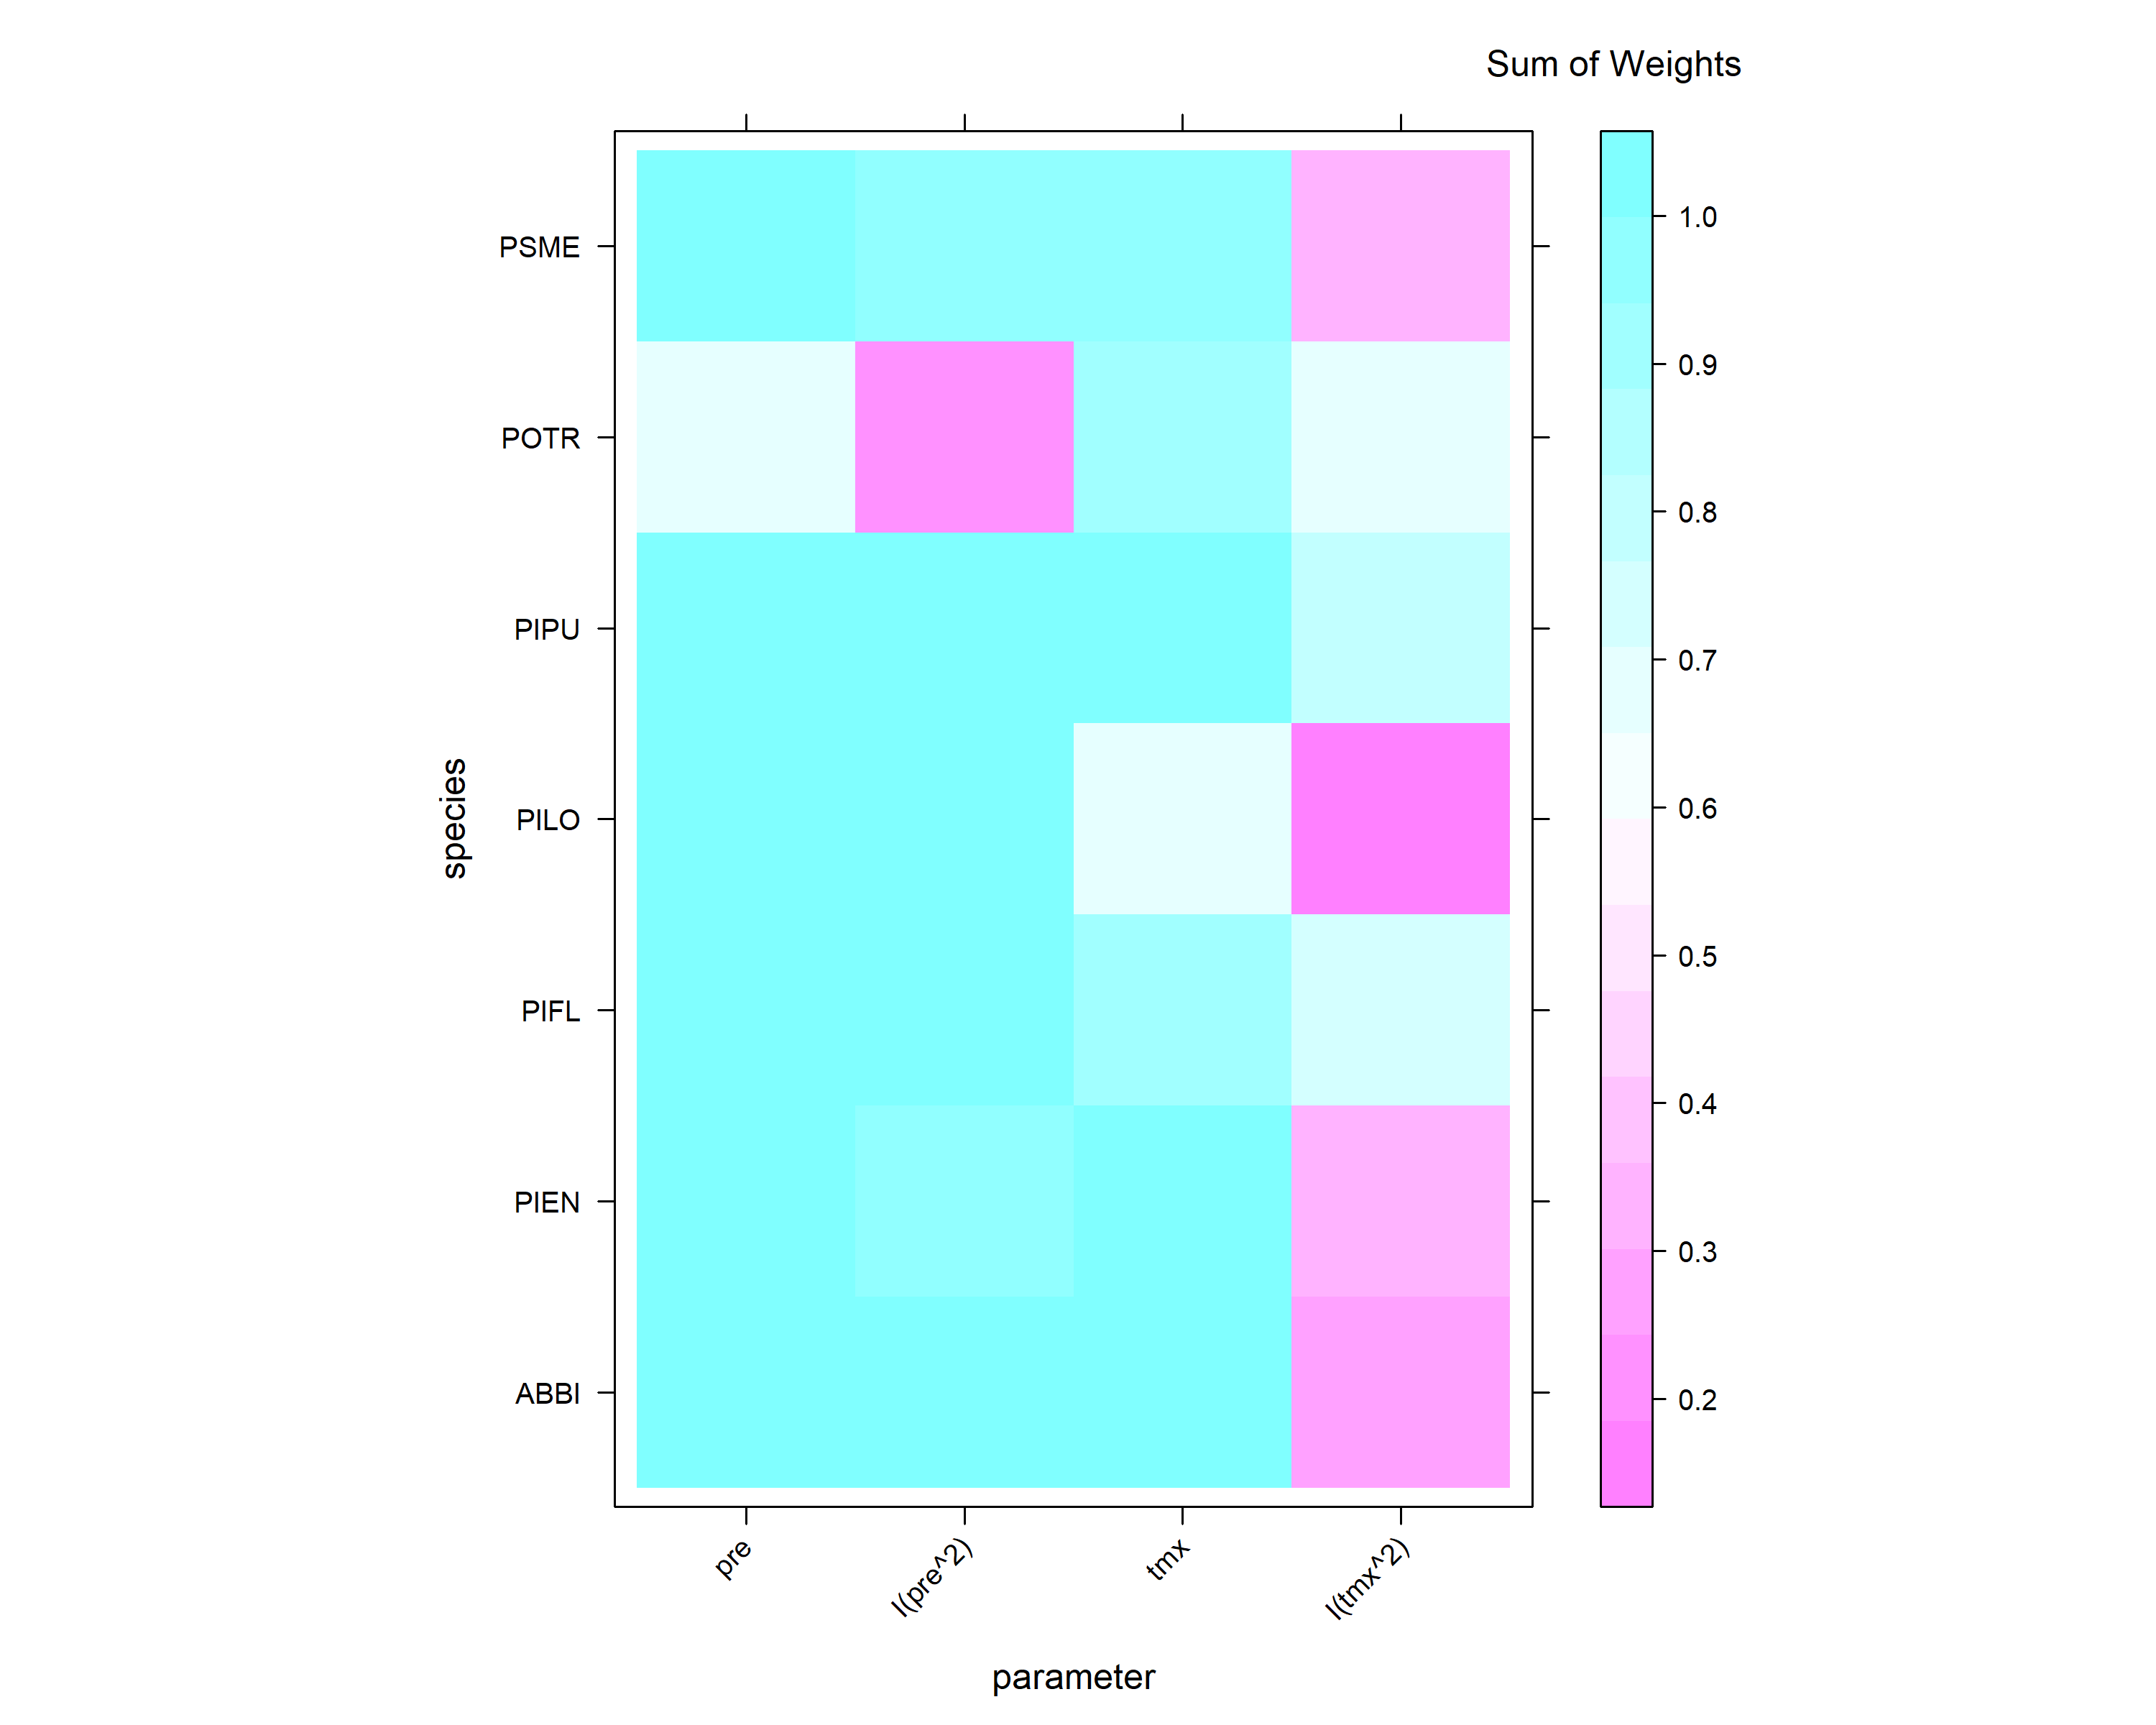 Sum of Weights
PSME
POTR
PIPU
PILO
PIFL
PIEN
ABBI
species
pre
I(pre^2)
tmx
I(tmx^2)
parameter
1.0
0.9
0.8
0.7
0.6
0.5
0.4
0.3
0.2